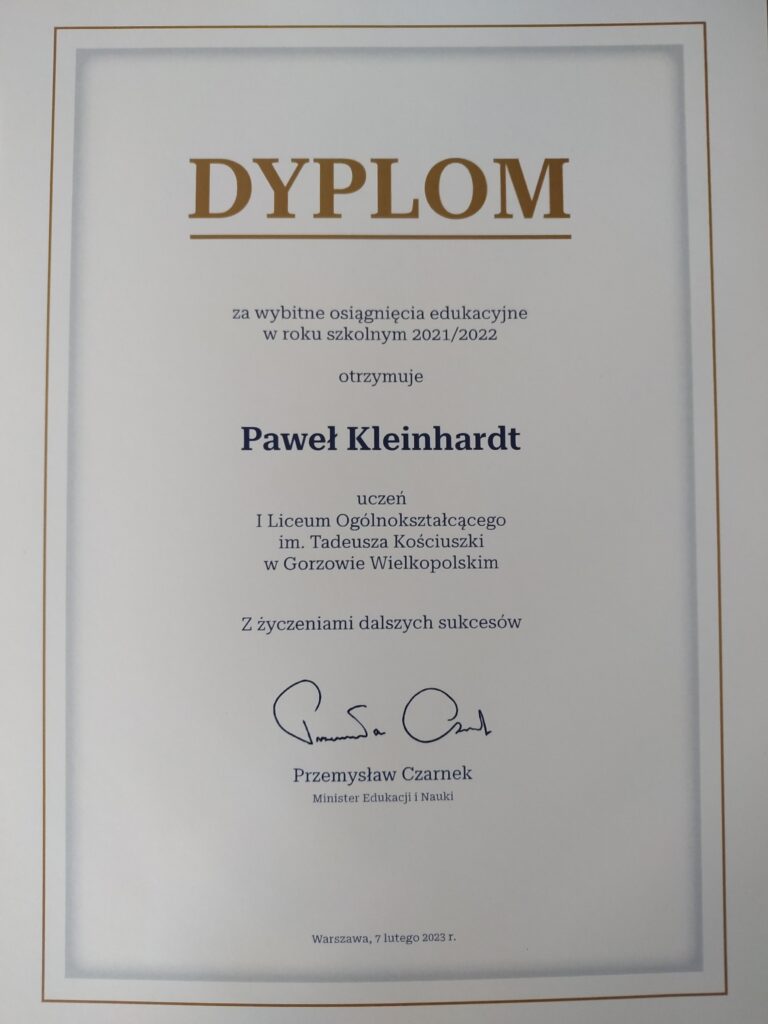 DYPLOM
za wybitne osiągnięcia edukacyjne
w roku szkolnym 2021/2022
otrzymuje
Paweł Kleinhardt
uczeń
I Liceum Ogólnokształcącego
im. Tadeusza Kościuszki
w Gorzowie Wielkopolskim
Z życzeniami dalszych sukcesów
Przemysław Czarnek
Minister Edukacji i Nauki
Warszawa, 7 lutego 2023 r.